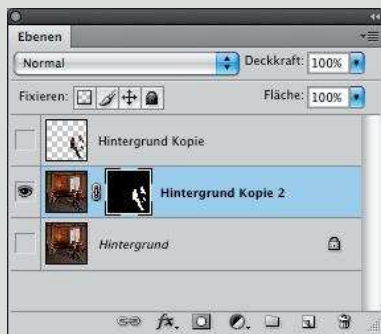 Ebenen
Normal Deckkraft: 100%
Fixieren: Fläche: 100%
Hintergrund Kopie
Hintergrund Kopie 2
Hintergrund
fx.